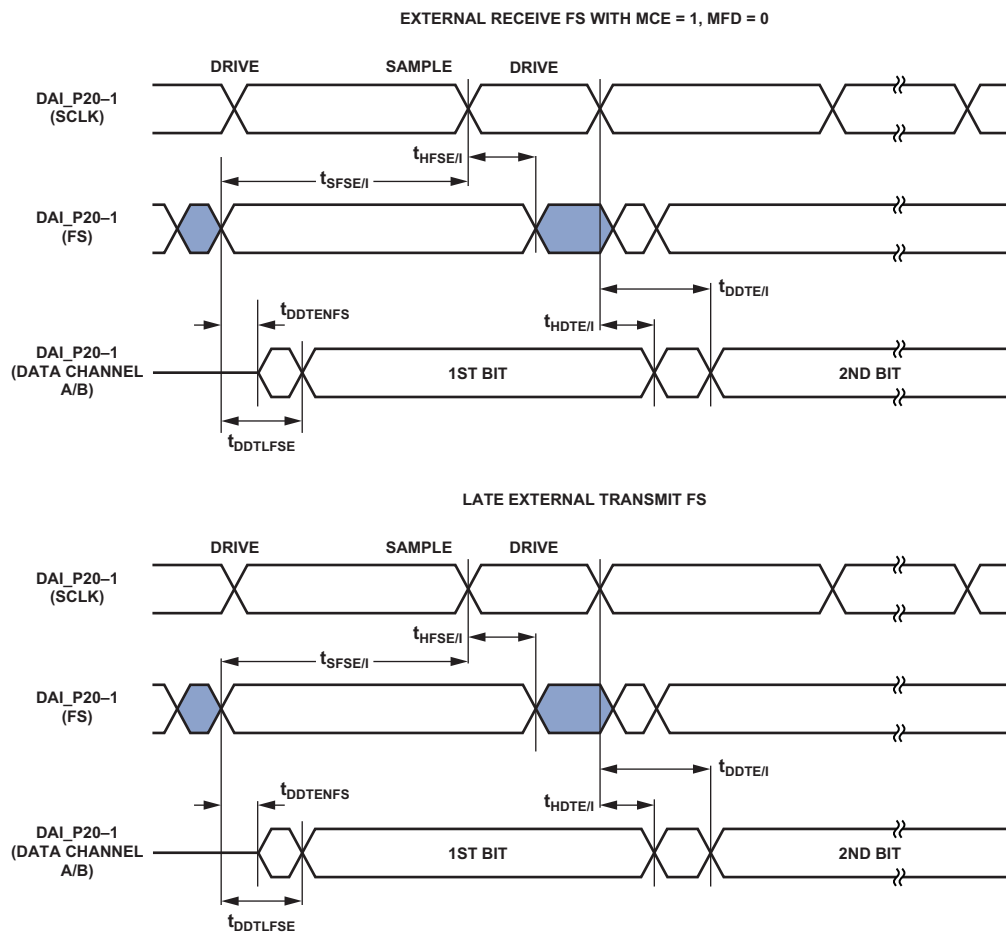 EXTERNAL RECEIVE FS WITH MCE = 1, MFD = 0
DRIVE SAMPLE DRIVE
DAI_P20–1
(SCLK)
tHFSE/I
tSFSE/I
DAI_P20–1
(FS)
tDDTE/I
tDDTENFS
tHDTE/I
DAI_P20–1
(DATA CHANNEL
A/B)
1ST BIT 2ND BIT
tDDTLFSE
LATE EXTERNAL TRANSMIT FS
DRIVE SAMPLE DRIVE
DAI_P20–1
(SCLK)
tHFSE/I
tSFSE/I
DAI_P20–1
(FS)
tDDTE/I
tDDTENFS
tHDTE/I
DAI_P20–1
(DATA CHANNEL
A/B)
1ST BIT 2ND BIT
tDDTLFSE